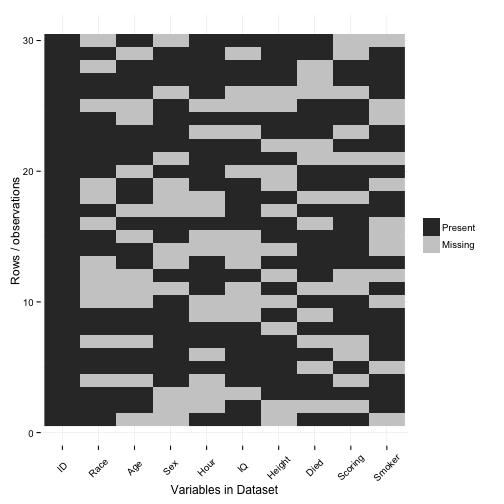 30
20
10
0
Rows / observations
ID Race Age Sex Hour IQ Height Died Scoring Smoker
Variables in Dataset
Present
Missing